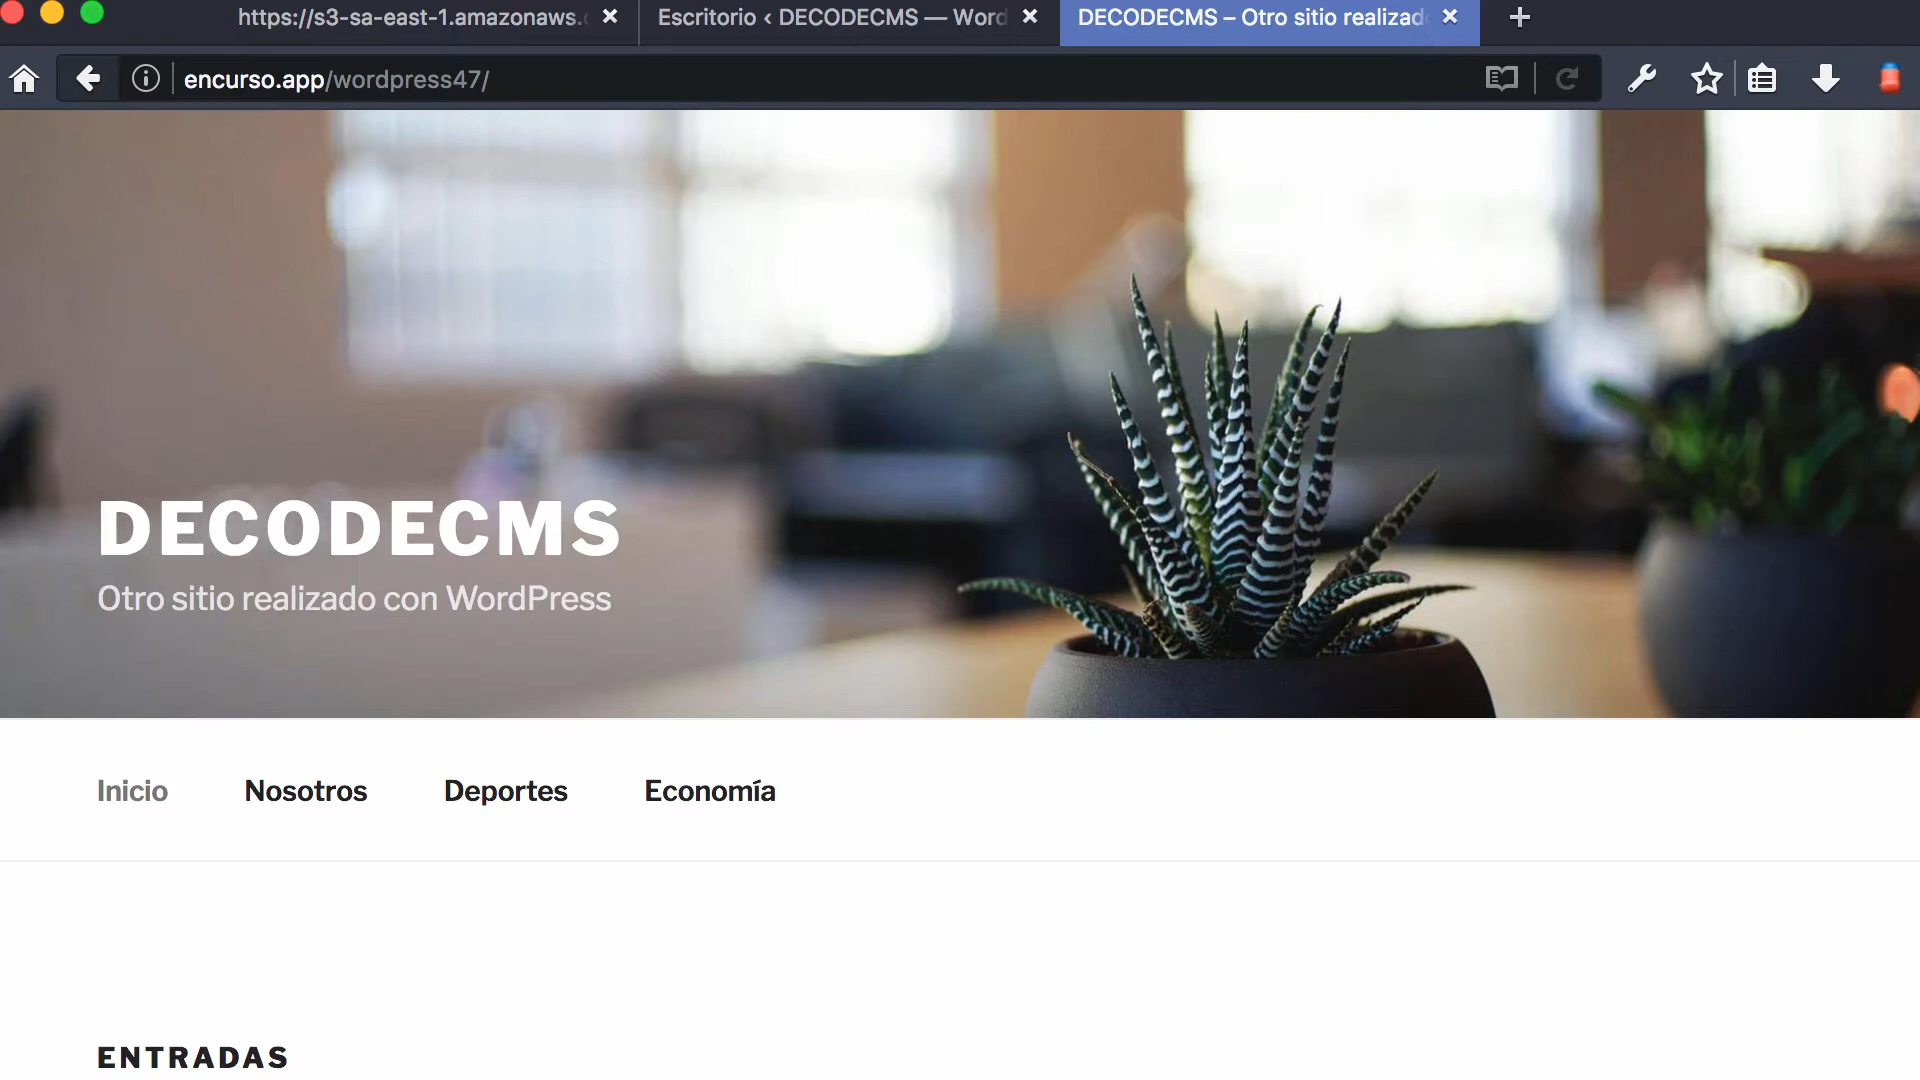 https://s3-sa-east-1.amazonaws.
Escritorio ‹ DECODECMS — Word
DECODECMS – Otro sitio realizad
encurso.app/wordpress47/
DECODECMS
Otro sitio realizado con WordPress
Inicio
Nosotros
Deportes
Economía
ENTRADAS